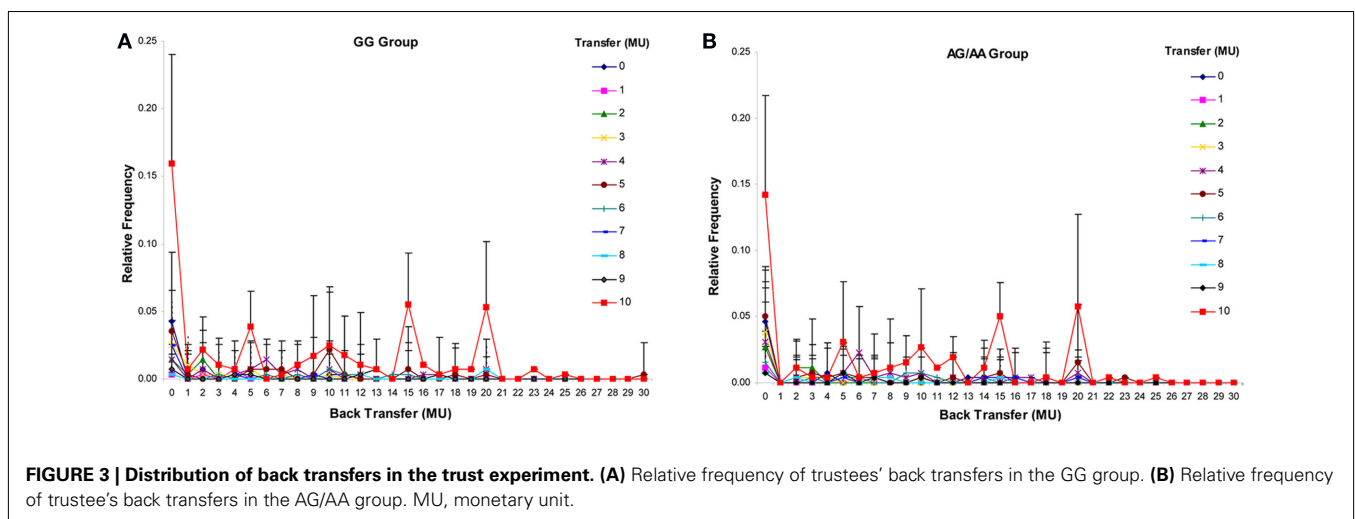 A
GG Group
Transfer (MU)
0
1
2
3
4
5
6
7
8
9
10
0.25
0.20
0.15
0.10
0.05
0.00
Relative Frequency
0 1 2 3 4 5 6 7 8 9 10 11 12 13 14 15 16 17 18 19 20 21 22 23 24 25 26 27 28 29 30
Back Transfer (MU)
B
AG/AA Group
Transfer (MU)
0
1
2
3
4
5
6
7
8
9
10
0.25
0.20
0.15
0.10
0.05
0.00
Relative Frequency
0 1 2 3 4 5 6 7 8 9 10 11 12 13 14 15 16 17 18 19 20 21 22 23 24 25 26 27 28 29 30
Back Transfer (MU)
FIGURE 3 | Distribution of back transfers in the trust experiment. (A) Relative frequency of trustees' back transfers in the GG group. (B) Relative frequency
of trustee's back transfers in the AG/AA group. MU, monetary unit.